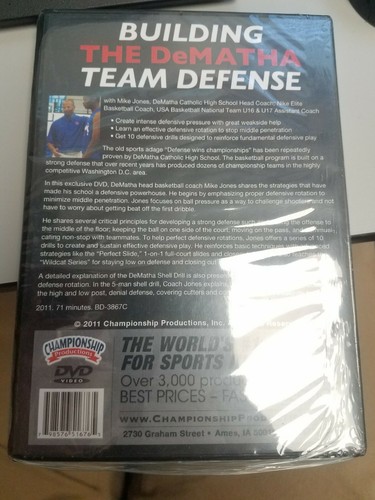 BUILDING
THE DeMATHA
TEAM DEFENSE
with Mike Jones, DeMatha Catholic High School Head Coach; Nike Elite
Basketball Coach, USA Basketball National Team U16 & U17 Assistant Coach
• Create intense defensive pressure with great weakside help
• Learn an effective defensive rotation to stop middle penetration
• Get 10 defensive drills designed to reinforce fundamental defensive play
The old sports adage "Defense wins championships" has been repeatedly
proven by DeMatha Catholic High School. The basketball program is built on a
strong defense that over recent years has produced dozens of championship teams in the highly
competitive Washington D.C. area.
In this exclusive DVD, DeMatha head basketball coach Mike Jones shares the strategies that have
made his school a defensive powerhouse. He begins by emphasizing proper defensive rotation to
minimize middle penetration. Jones focuses on ball pressure as a way to challenge shooters and not
have to worry about getting beat off the first dribble.
He shares several critical principles for developing a strong defense such the offense to
the middle of the floor; keeping the ball on one side of the court, moving on the pass, and
cating non-stop with teammates. To help perfect defensive rotations, Jones offers a series of 10
drills to create and sustain effective defensive play. He reinforces basic
strategies like the "Perfect Slide," 1-on-1 full-court slides and
"Wildcat Series" for staying low on defense and closing out
A detailed explanation of the DeMatha Shell Drill is also
defense rotation. In the 5-man shell drill, Coach Jones
the high and low post, denial defense, covering cutters and
2011. 71 minutes. BD-3867C
© 2011 Championship Productions, Inc.
CHAMPIONSHIP
Productions
DVD
VIDEO
THE WORLD'S
FOR SPORTS
Over 3,000
BEST PRICES – FAS
WWW.CHAMPIONSHIPPROD
2730 Graham Street • Ames, IA 500